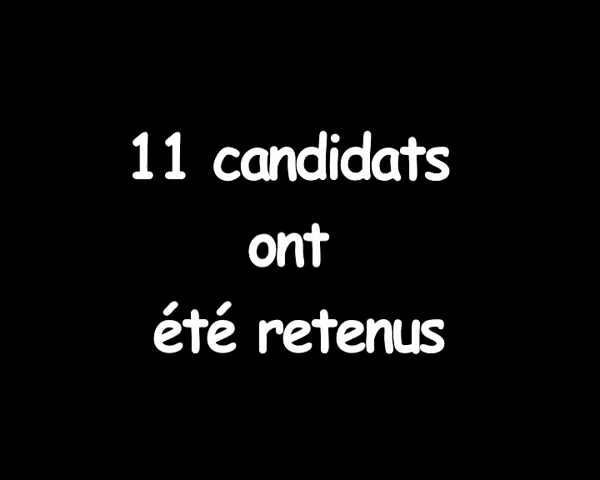 11 candidats
ont
été retenus